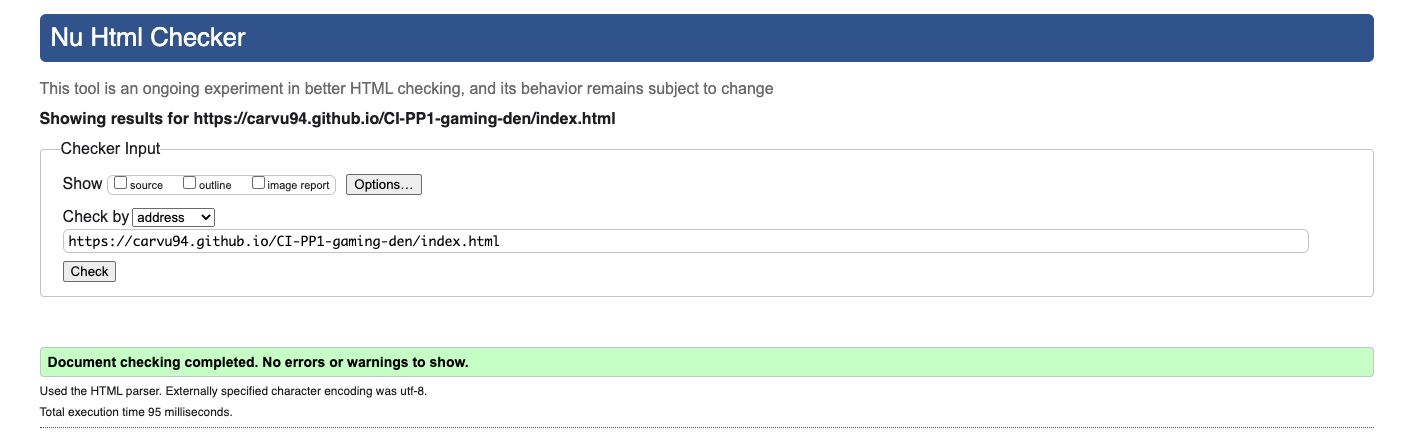 Nu Html Checker
This tool is an ongoing experiment in better HTML checking, and its behavior remains subject to change
Showing results for https://carvu94.github.io/CI-PP1-gaming-den/index.html
Checker Input
Show source outline image report Options...
Check by address
https://carvu94.github.io/CI-PP1-gaming-den/index.html
Check
Document checking completed. No errors or warnings to show.
Used the HTML parser. Externally specified character encoding was utf-8.
Total execution time 95 milliseconds.